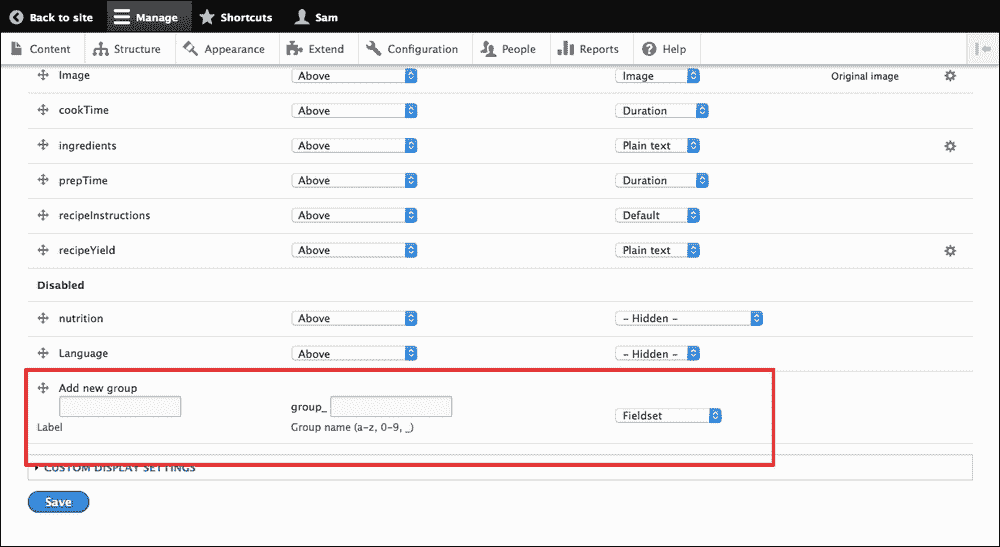 Back to site Manage Shortcuts Sam
Content Structure Appearance Extend Configuration People Reports Help
Image Above Image Original image
cookTime Above Duration
ingredients Above Plain text
prepTime Above Duration
recipeInstructions Above Default
recipeYield Above Plain text
Disabled
nutrition Above - Hidden -
Language Above - Hidden -
Add new group
group_ Fieldset
Label Group name (a-z, 0-9, _)
CUSTOM DISPLAY SETTINGS
Save